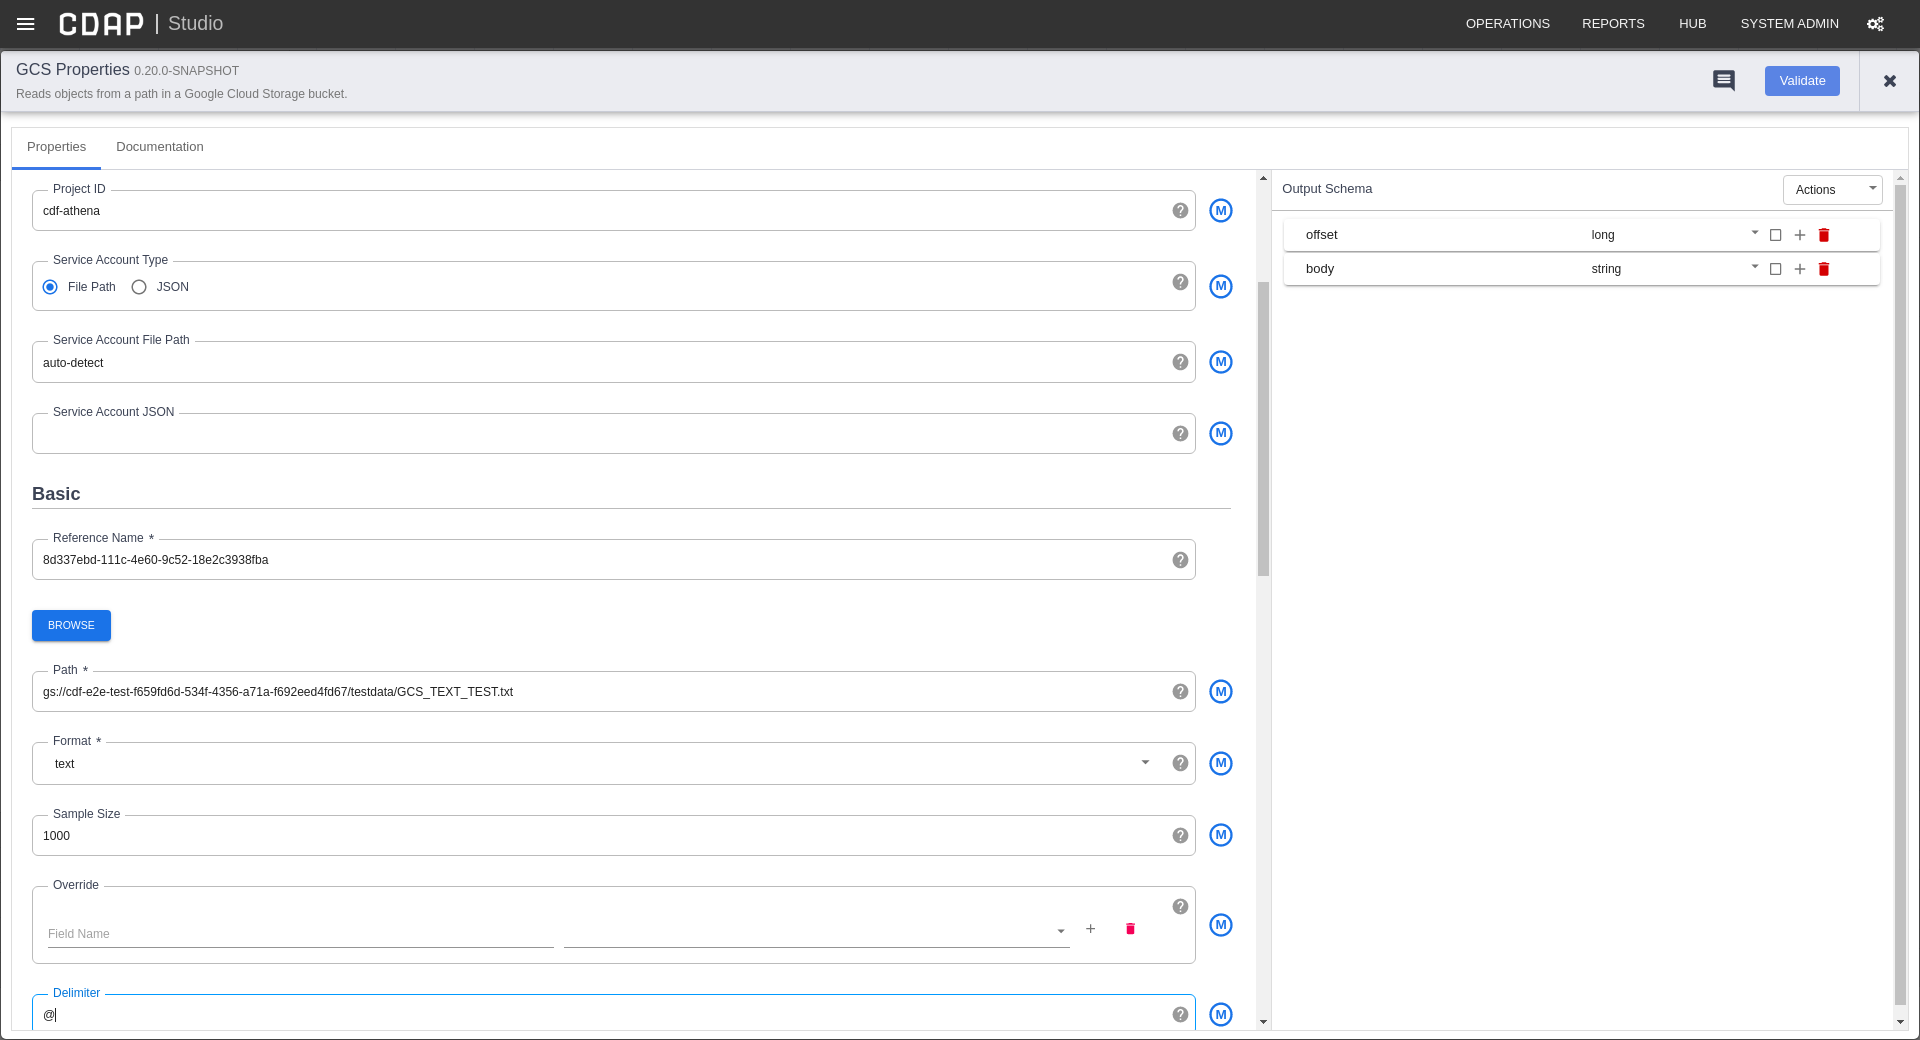 CDAP | Studio
OPERATIONS REPORTS HUB SYSTEM ADMIN
GCS Properties 0.20.0-SNAPSHOT
Reads objects from a path in a Google Cloud Storage bucket.
Validate
Properties Documentation
Project ID
cdf-athena
M
Service Account Type
File Path JSON
M
Service Account File Path
auto-detect
M
Service Account JSON
M
Basic
Reference Name *
8d337ebd-111c-4e60-9c52-18e2c3938fba
BROWSE
Path *
gs://cdf-e2e-test-f659fd6d-534f-4356-a71a-f692eed4fd67/testdata/GCS_TEXT_TEST.txt
M
Format *
text
M
Sample Size
1000
M
Override
Field Name
M
Delimiter
@
M
Output Schema
Actions
offset long
body string